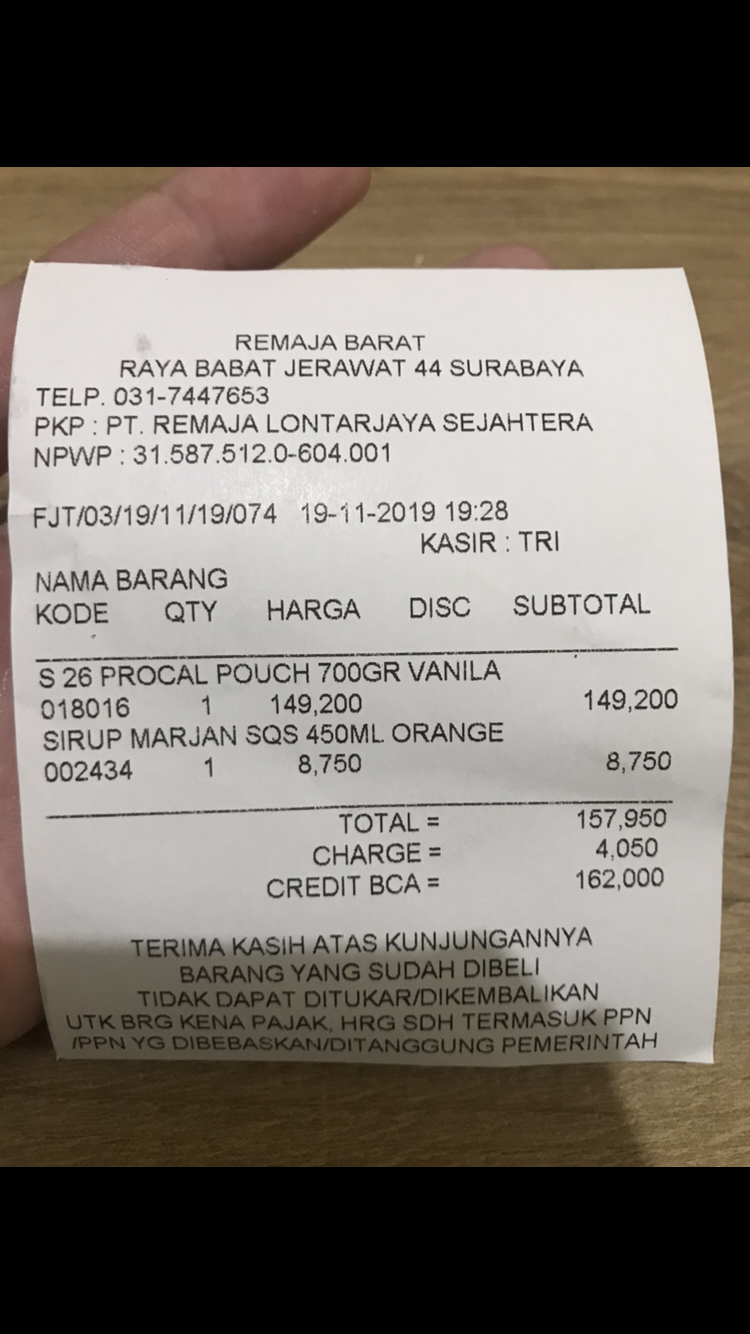 REMAJA BARAT
RAYA BABAT JERAWAT 44 SURABAYA
TELP. 031-7447653
PKP : PT. REMAJA LONTARJAYA SEJAHTERA
NPWP : 31.587.512.0-604.001
FJT/03/19/11/19/074 19-11-2019 19:28
KASIR : TRI
NAMA BARANG
KODE QTY HARGA DISC SUBTOTAL
S 26 PROCAL POUCH 700GR VANILA
018016 1 149,200 149,200
SIRUP MARJAN SQS 450ML ORANGE
002434 1 8,750 8,750
TOTAL = 157,950
CHARGE = 4,050
CREDIT BCA = 162,000
TERIMA KASIH ATAS KUNJUNGANNYA
BARANG YANG SUDAH DIBELI
TIDAK DAPAT DITUKAR/DIKEMBALIKAN
UTK BRG KENA PAJAK, HRG SDH TERMASUK PPN
/PPN YG DIBEBASKAN/DITANGGUNG PEMERINTAH